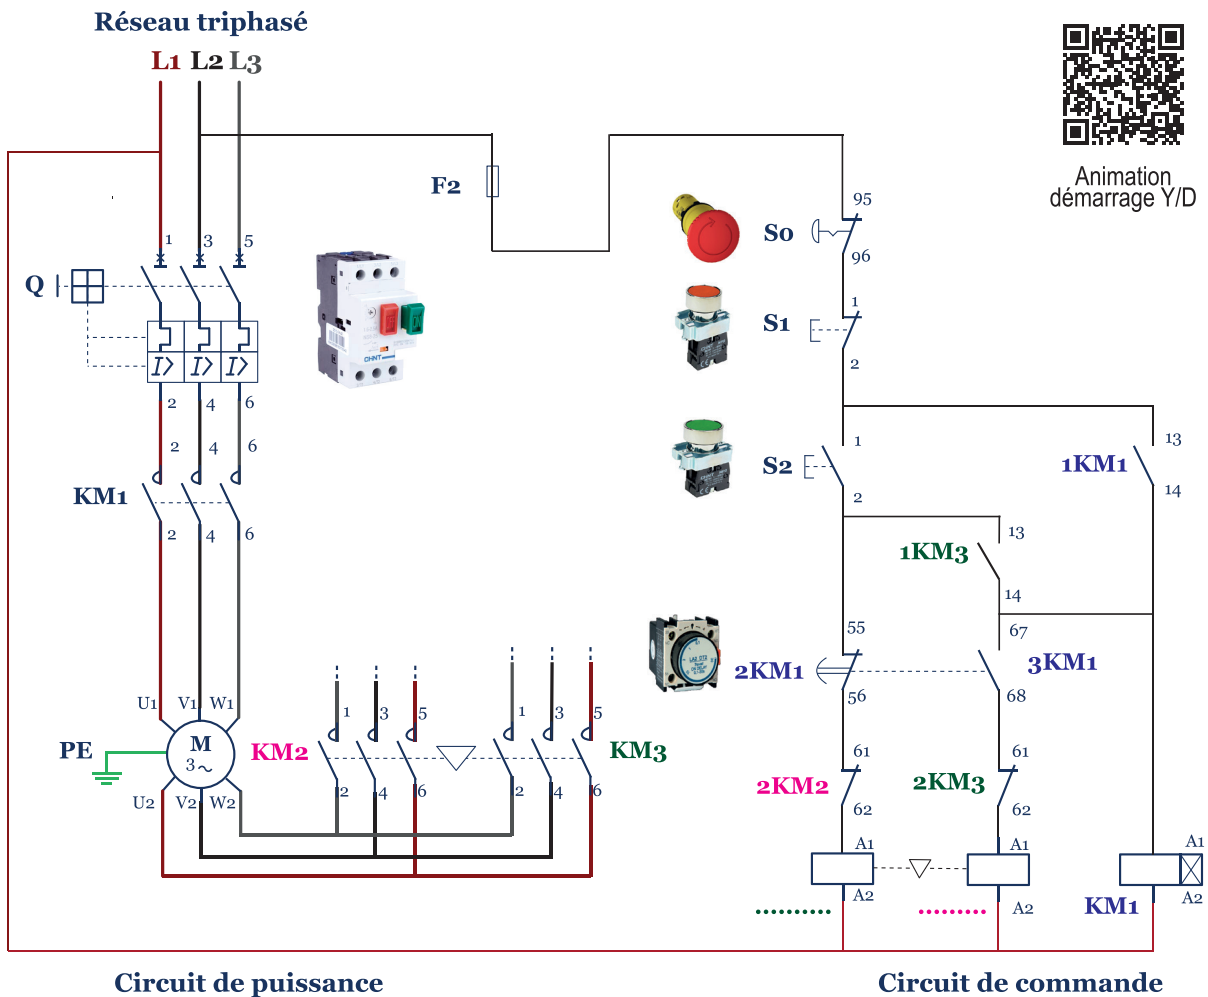 Réseau triphasé
L1 L2 L3
F2
Animation
démarrage Y/D
95
S0
96
1 3 5
Q
1
S1
2
I> I> I>
CHNT
2 4 6
2 4 6
KM1
2 4 6
1
S2
2
13
1KM1
14
13
1KM3
14
55
2KM1
56
67
3KM1
68
U1 V1 W1
PE
M
3~
U2 V2 W2
1 3 5
KM2
2 4 6
1 3 5
KM3
2 4 6
61
2KM2
62
61
2KM3
62
A1
A2
..........
A1
A2
.........
A1
A2
KM1
Circuit de puissance
Circuit de commande